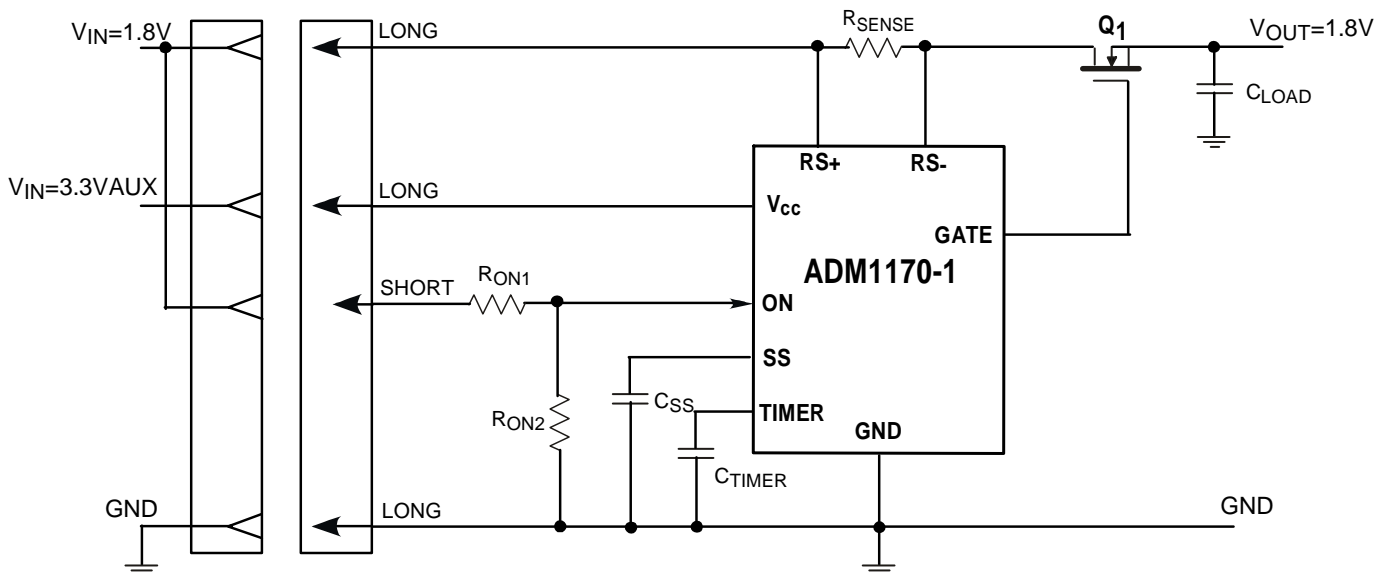 VIN=1.8V
LONG
RSENSE
Q1
VOUT=1.8V
CLOAD
RS+
RS-
VIN=3.3VAUX
LONG
Vcc
GATE
ADM1170-1
SHORT
RON1
ON
SS
CSS
RON2
TIMER
GND
CTIMER
GND
LONG
GND